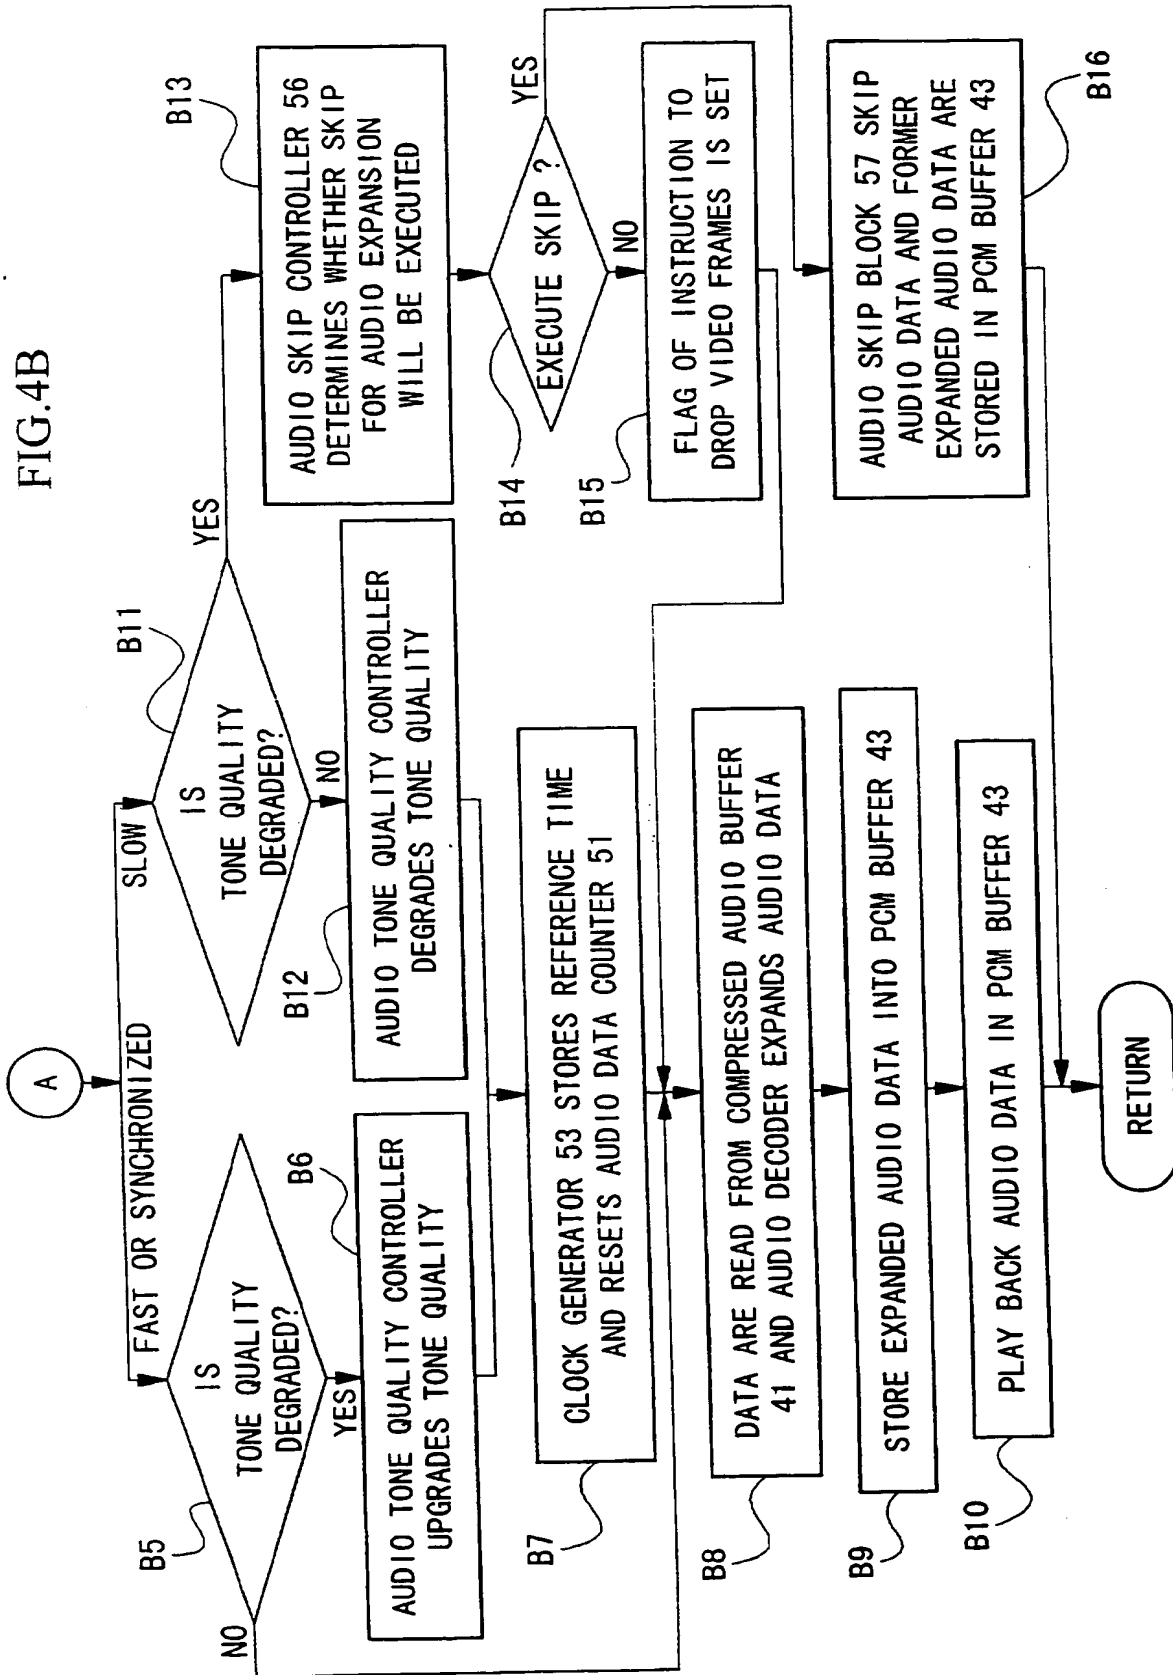 FIG.4B
A
FAST OR SYNCHRONIZED
SLOW
B5
IS
TONE QUALITY
DEGRADED?
NO
YES
B6
AUDIO TONE QUALITY CONTROLLER
UPGRADES TONE QUALITY
B11
IS
TONE QUALITY
DEGRADED?
YES
NO
B12
AUDIO TONE QUALITY CONTROLLER
DEGRADES TONE QUALITY
B7
CLOCK GENERATOR 53 STORES REFERENCE TIME
AND RESETS AUDIO DATA COUNTER 51
B8
DATA ARE READ FROM COMPRESSED AUDIO BUFFER
41 AND AUDIO DECODER EXPANDS AUDIO DATA
B9
STORE EXPANDED AUDIO DATA INTO PCM BUFFER 43
B10
PLAY BACK AUDIO DATA IN PCM BUFFER 43
RETURN
B13
AUDIO SKIP CONTROLLER 56
DETERMINES WHETHER SKIP
FOR AUDIO EXPANSION
WILL BE EXECUTED
B14
EXECUTE SKIP ?
YES
NO
B15
FLAG OF INSTRUCTION TO
DROP VIDEO FRAMES IS SET
B16
AUDIO SKIP BLOCK 57 SKIP
AUDIO DATA AND FORMER
EXPANDED AUDIO DATA ARE
STORED IN PCM BUFFER 43